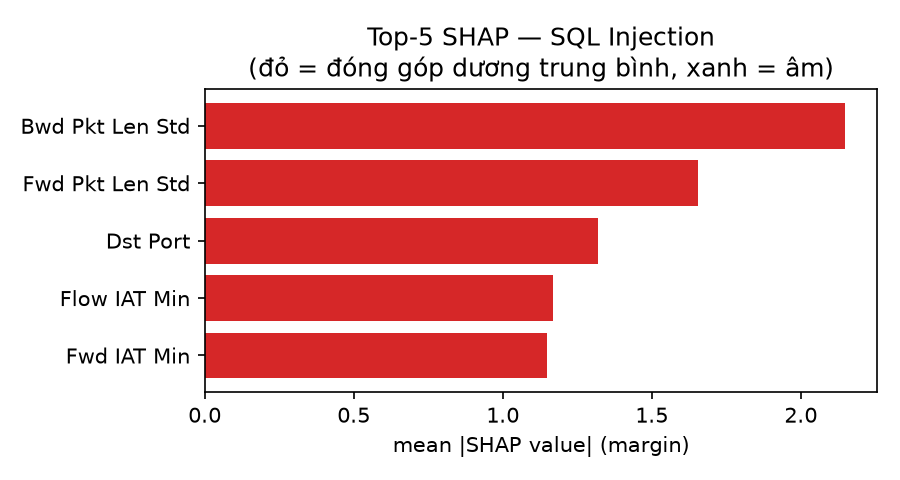 Top-5 SHAP — SQL Injection
(đỏ = đóng góp dương trung bình, xanh = âm)
Bwd Pkt Len Std
Fwd Pkt Len Std
Dst Port
Flow IAT Min
Fwd IAT Min
0.0 0.5 1.0 1.5 2.0
mean |SHAP value| (margin)